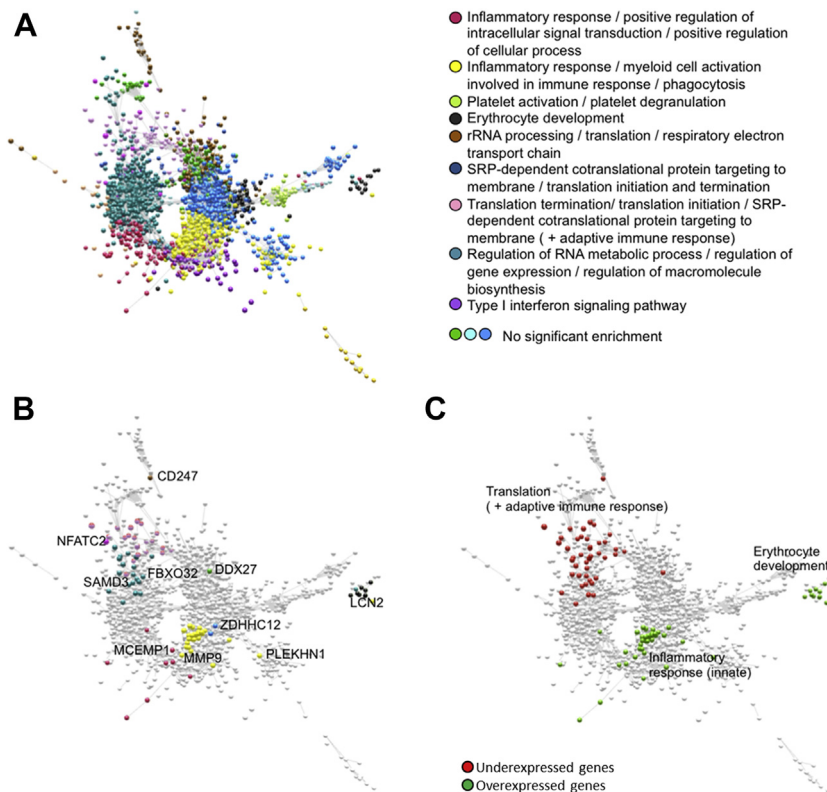 A
Inflammatory response / positive regulation of
intracellular signal transduction / positive regulation
of cellular process
Inflammatory response / myeloid cell activation
involved in immune response / phagocytosis
Platelet activation / platelet degranulation
Erythrocyte development
rRNA processing / translation / respiratory electron
transport chain
SRP-dependent cotranslational protein targeting to
membrane / translation initiation and termination
Translation termination/ translation initiation / SRP-
dependent cotranslational protein targeting to
membrane ( + adaptive immune response)
Regulation of RNA metabolic process / regulation of
gene expression / regulation of macromolecule
biosynthesis
Type I interferon signaling pathway
No significant enrichment
B
CD247
NFATC2
FBXO32
DDX27
SAMD3
LCN2
ZDHHC12
MCEMP1
MMP9
PLEKHN1
C
Translation
( + adaptive immune response)
Erythrocyte
development
Inflammatory
response (innate)
Underexpressed genes
Overexpressed genes